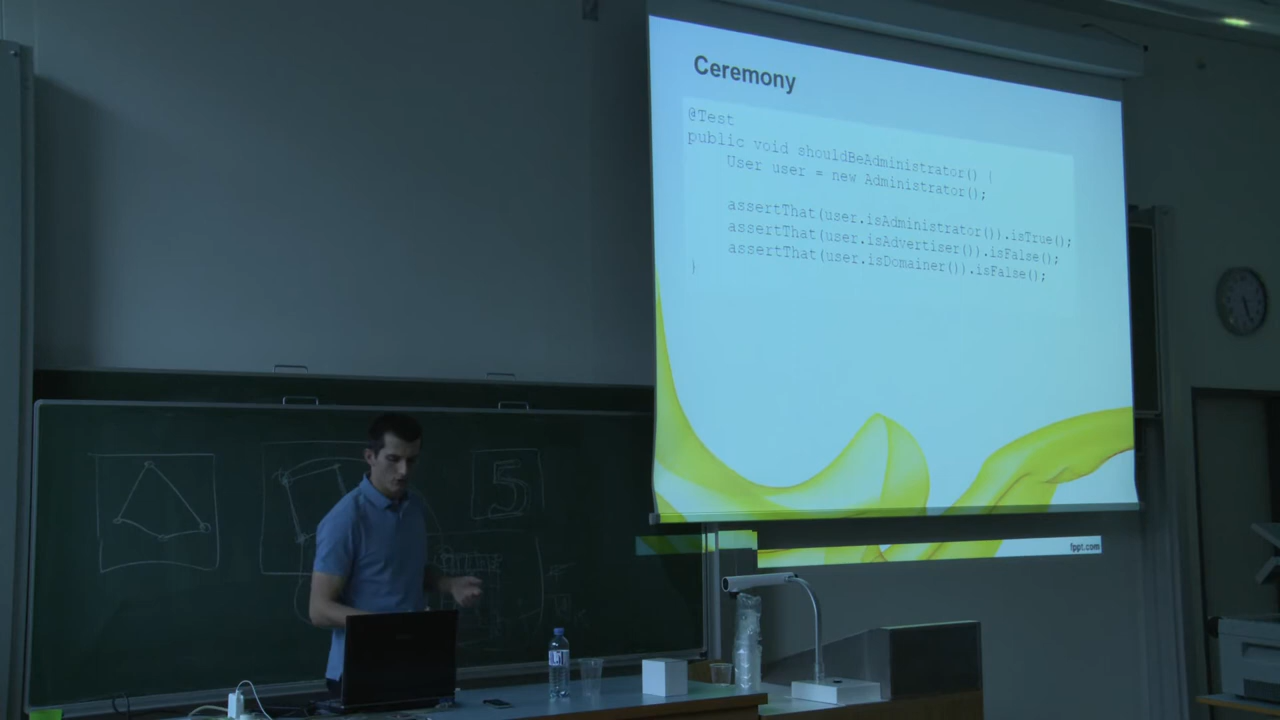 Ceremony
@Test
public void shouldBeAdministrator() {
User user = new Administrator();
assertThat(user.isAdministrator()).isTrue();
assertThat(user.isAdvertiser()).isFalse();
assertThat(user.isDomainer()).isFalse();
}
5
fppt.com